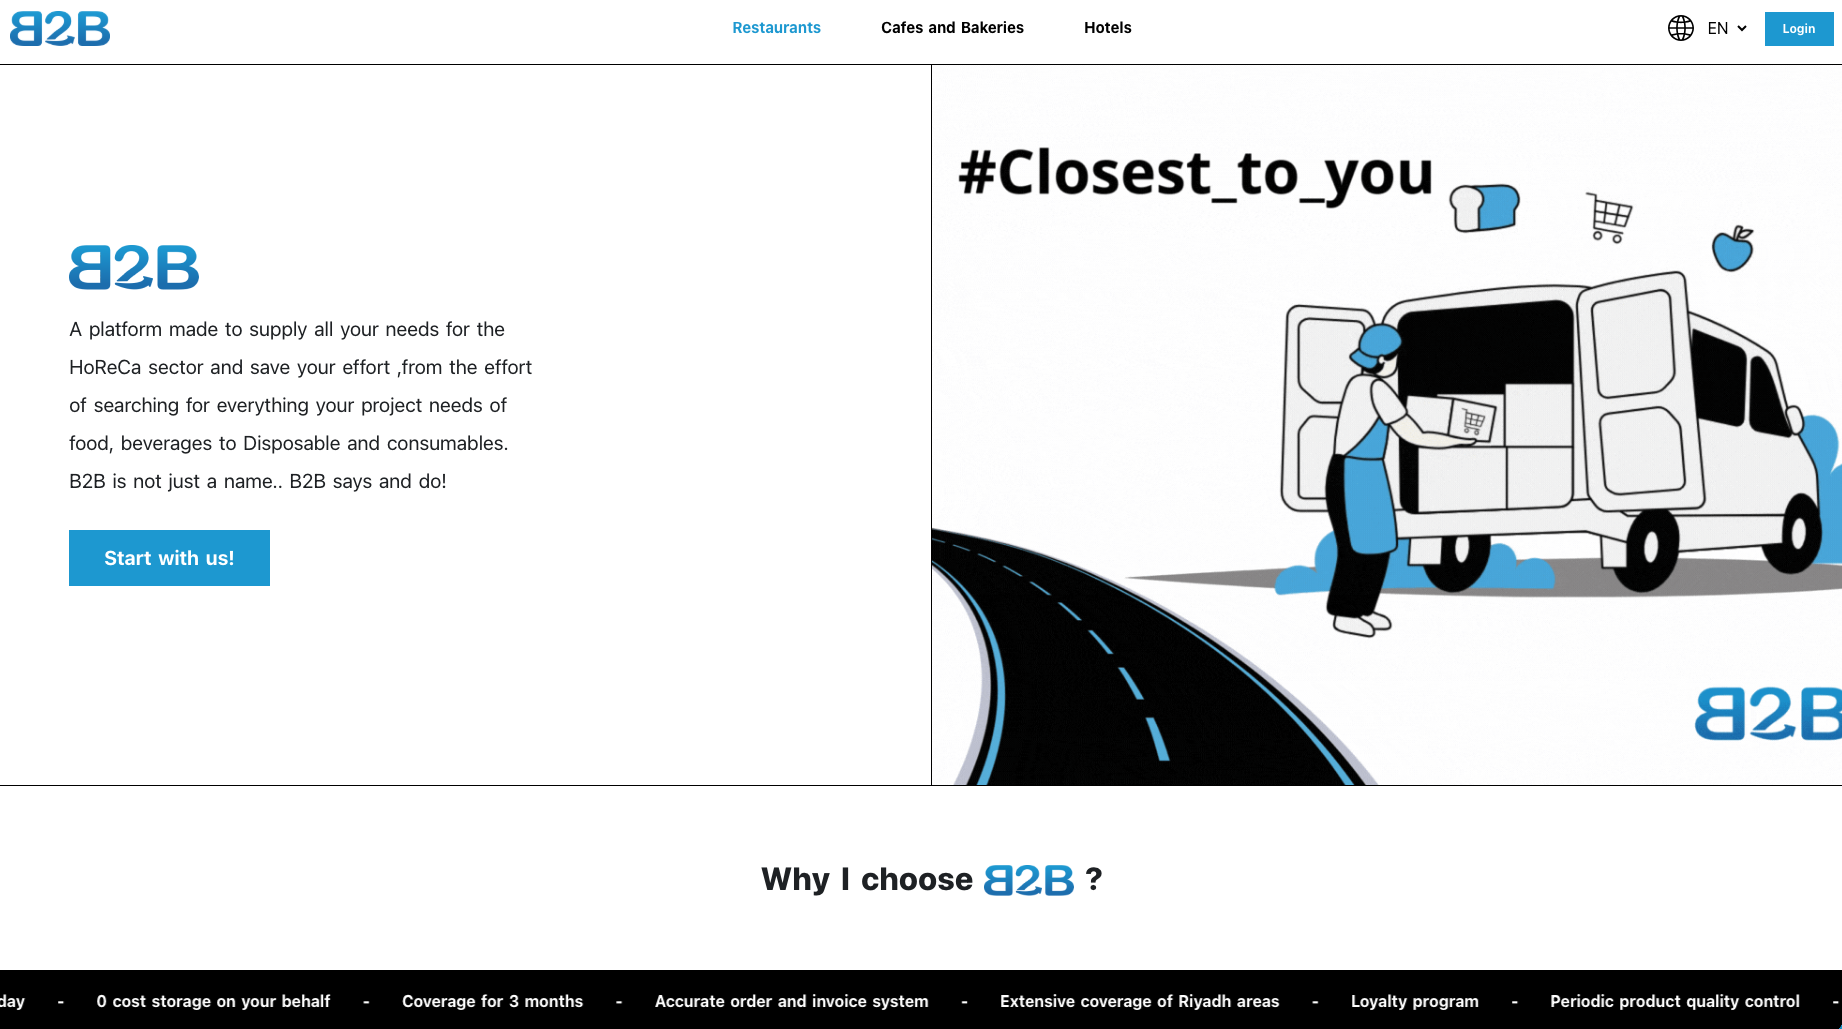 B2B
Restaurants
Cafes and Bakeries
Hotels
EN
Login
#Closest_to_you
B2B
A platform made to supply all your needs for the
HoReCa sector and save your effort ,from the effort
of searching for everything your project needs of
food, beverages to Disposable and consumables.
B2B is not just a name.. B2B says and do!
Start with us!
B2B
Why I choose B2B ?
day - 0 cost storage on your behalf - Coverage for 3 months - Accurate order and invoice system - Extensive coverage of Riyadh areas - Loyalty program - Periodic product quality control -